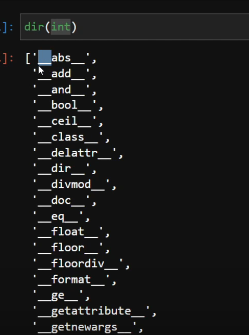 ]: dir(int)
]: ['__abs__',
'__add__',
'__and__',
'__bool__',
'__ceil__',
'__class__',
'__delattr__',
'__dir__',
'__divmod__',
'__doc__',
'__eq__',
'__float__',
'__floor__',
'__floordiv__',
'__format__',
'__ge__',
'__getattribute__',
'__getnewargs__',